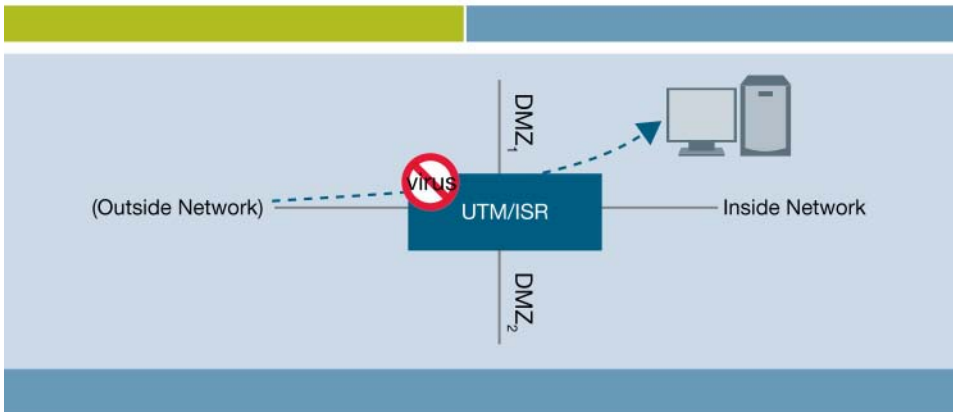 DMZ₁
virus
(Outside Network)
UTM/ISR
Inside Network
DMZ₂